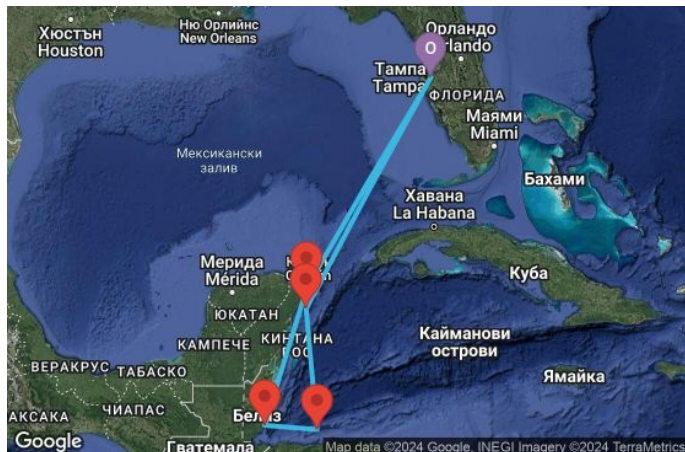 Хюстън
Houston
Ню Орлийнс
New Orleans
Орландо
Orlando
О
Тампа
Tampa
ФЛОРИДА
Маями
Miami
Мексикански
залив
Бахами
Хавана
La Habana
Мерида
Mérida
Куба
ЮКАТАН
КАМПЕЧЕ
КИНТАНА
Кайманови
острови
ВЕРАКРУС
ТАБАСКО
Ямайка
ЧИАПАС
Белиз
Гватемала
Google
Map data ©2024 Google, INEGI Imagery ©2024 TerraMetrics